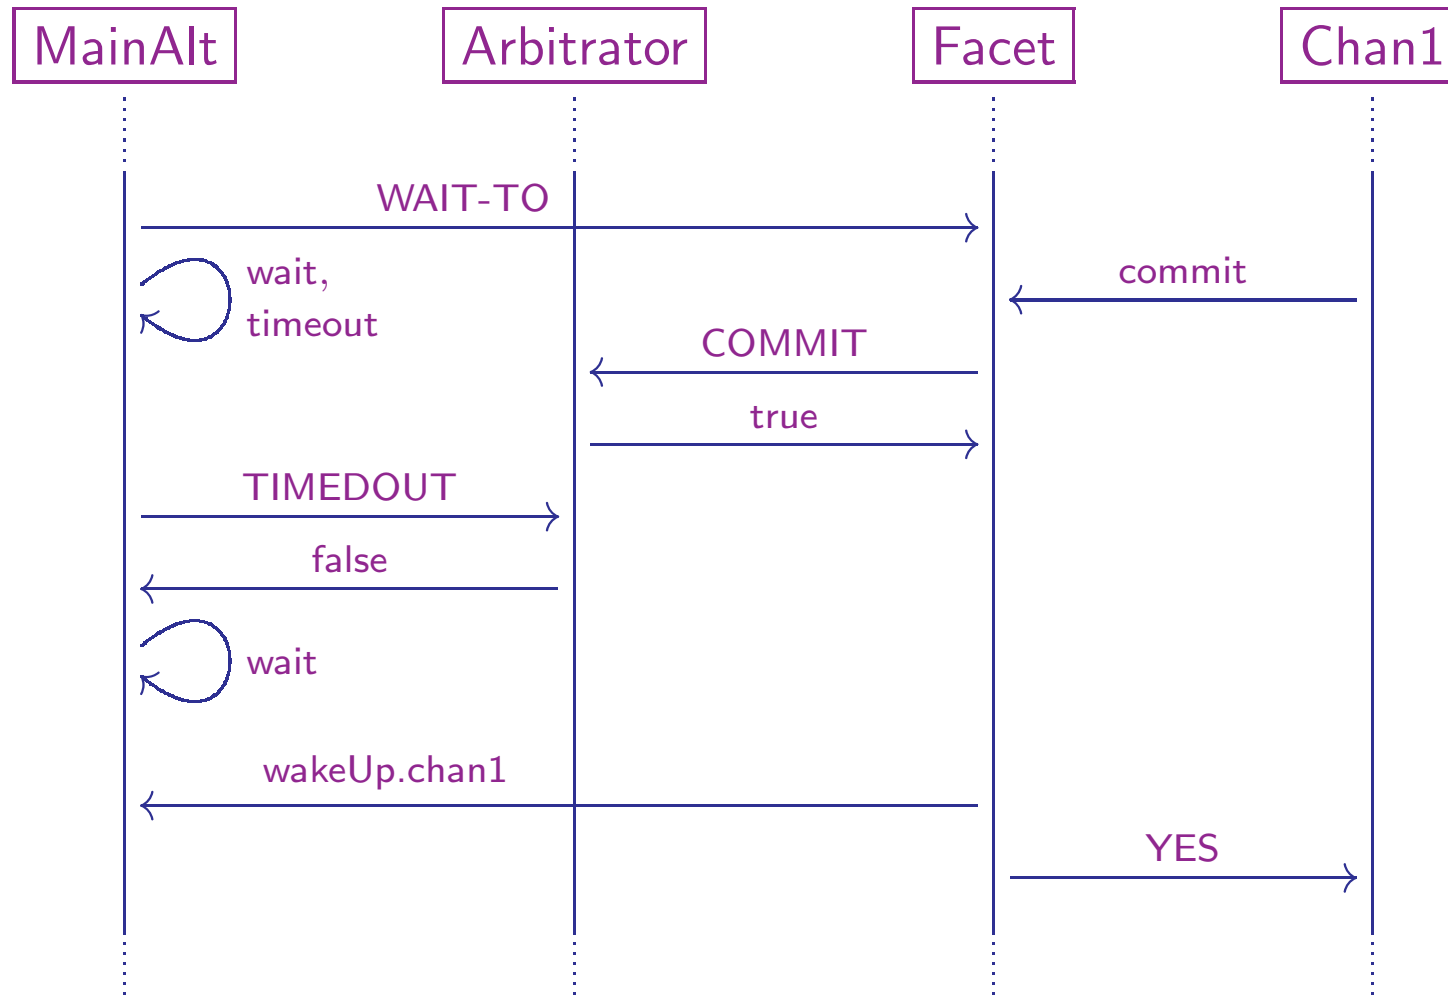 MainAlt
Arbitrator
Facet
Chan1
WAIT-TO
wait,
timeout
commit
COMMIT
true
TIMEDOUT
false
wait
wakeUp.chan1
YES